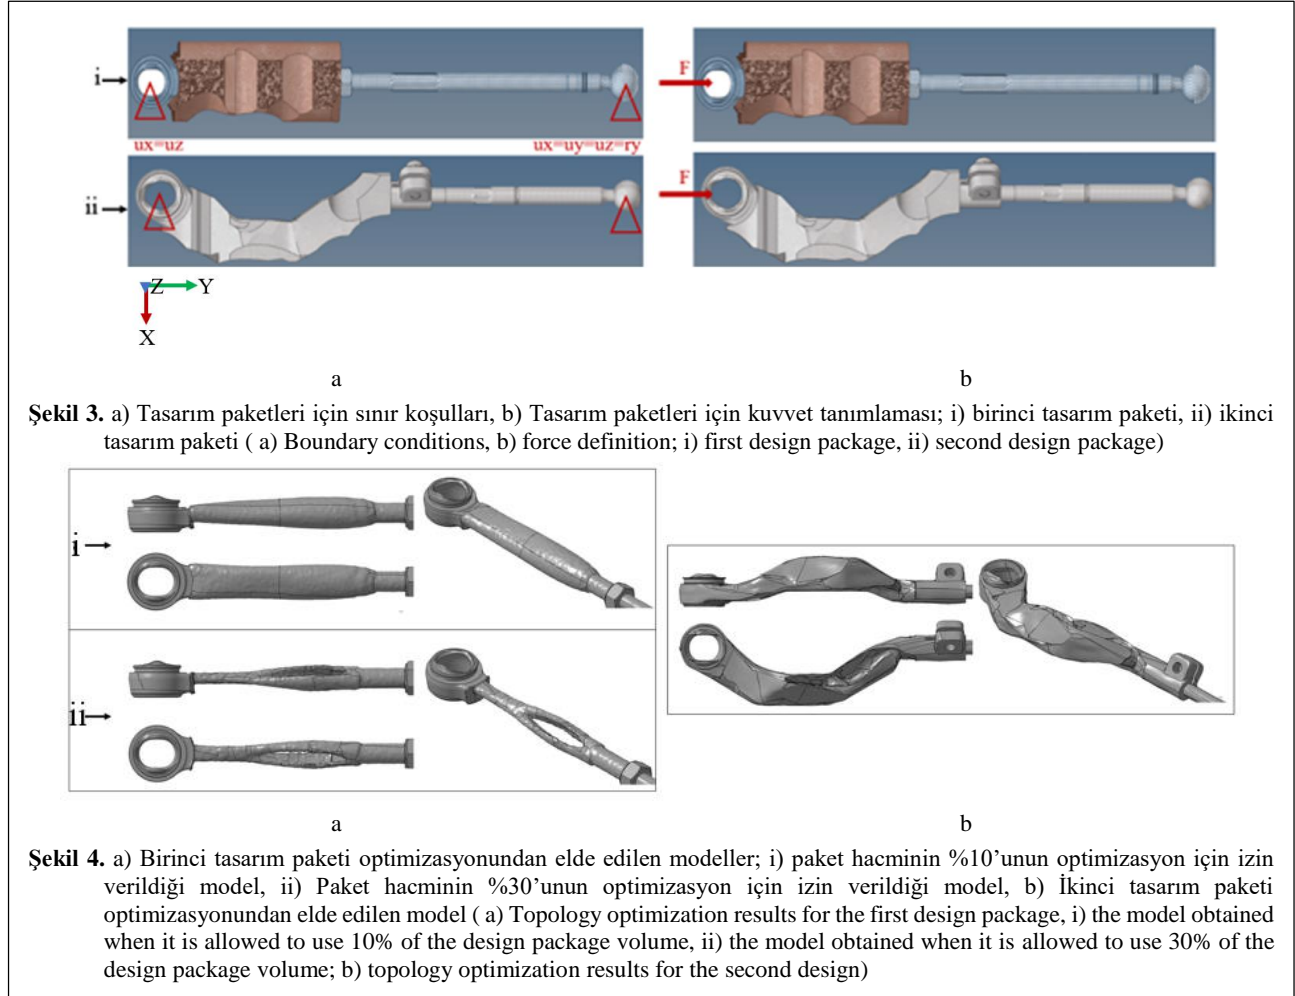 i
F
ux=uz
ux=uy=uz=ry
ii
F
Z
Y
X
a
b
Şekil 3. a) Tasarım paketleri için sınır koşulları, b) Tasarım paketleri için kuvvet tanımlaması; i) birinci tasarım paketi, ii) ikinci
tasarım paketi ( a) Boundary conditions, b) force definition; i) first design package, ii) second design package)
i
ii
a
b
Şekil 4. a) Birinci tasarım paketi optimizasyonundan elde edilen modeller; i) paket hacminin %10’unun optimizasyon için izin
verildiği model, ii) Paket hacminin %30’unun optimizasyon için izin verildiği model, b) İkinci tasarım paketi
optimizasyonundan elde edilen model ( a) Topology optimization results for the first design package, i) the model obtained
when it is allowed to use 10% of the design package volume, ii) the model obtained when it is allowed to use 30% of the
design package volume; b) topology optimization results for the second design)